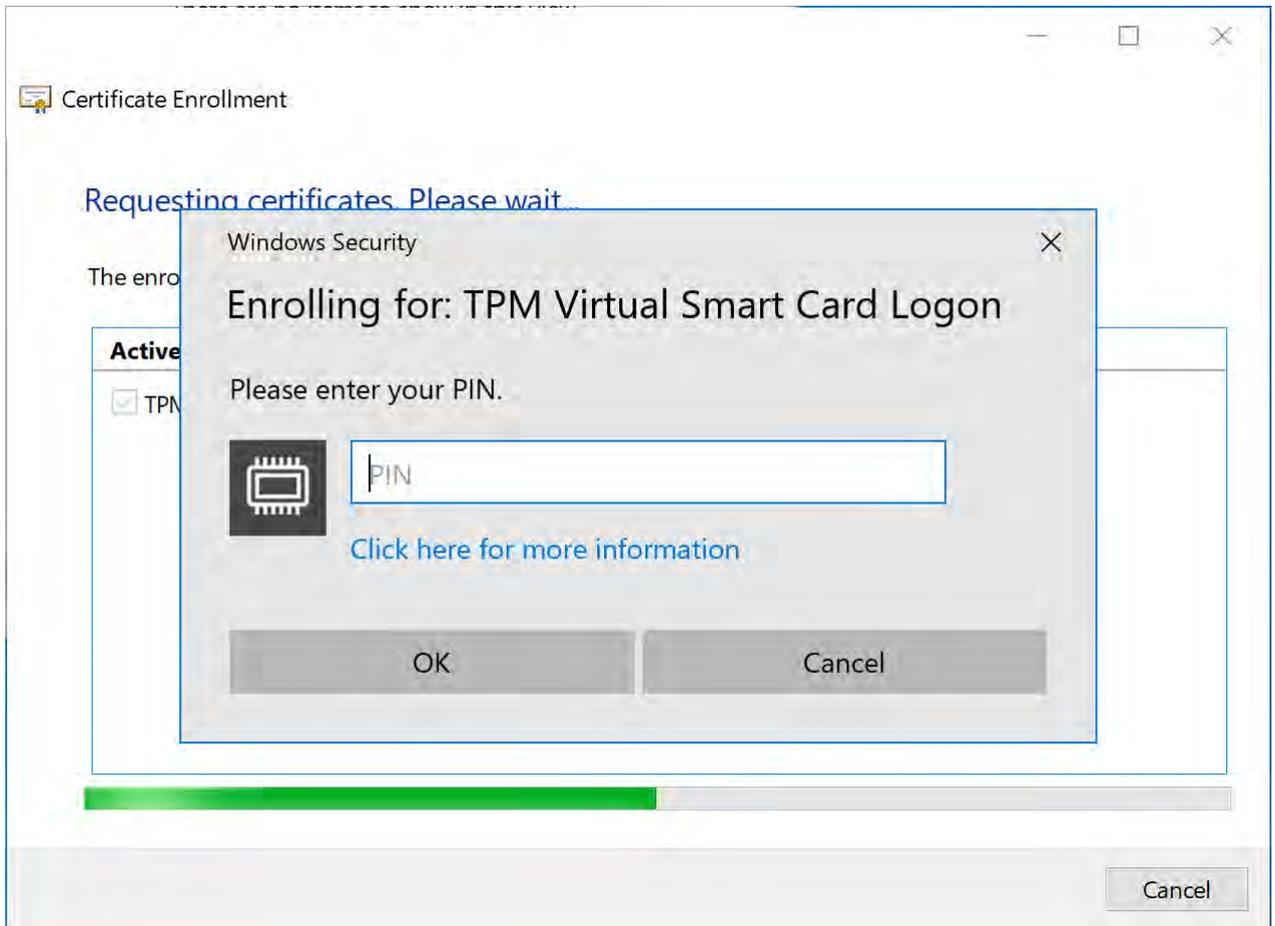 Certificate Enrollment
Requesting certificates. Please wait...
Windows Security
The enro
Enrolling for: TPM Virtual Smart Card Logon
Active
Please enter your PIN.
TPM
PIN
Click here for more information
OK Cancel
Cancel